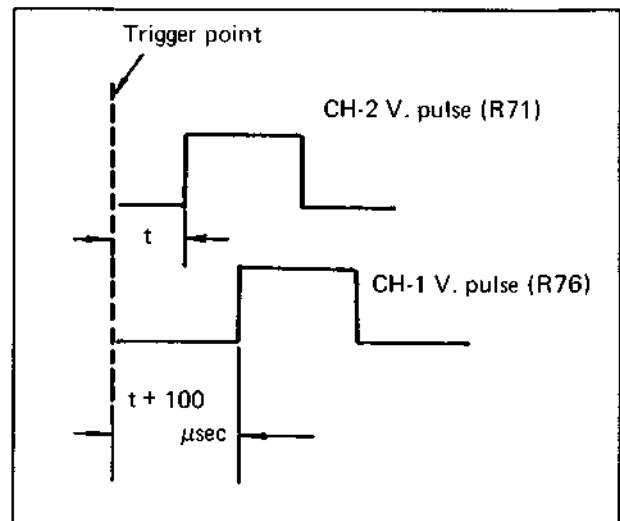 Trigger point
CH-2 V. pulse (R71)
t
CH-1 V. pulse (R76)
t + 100
μsec